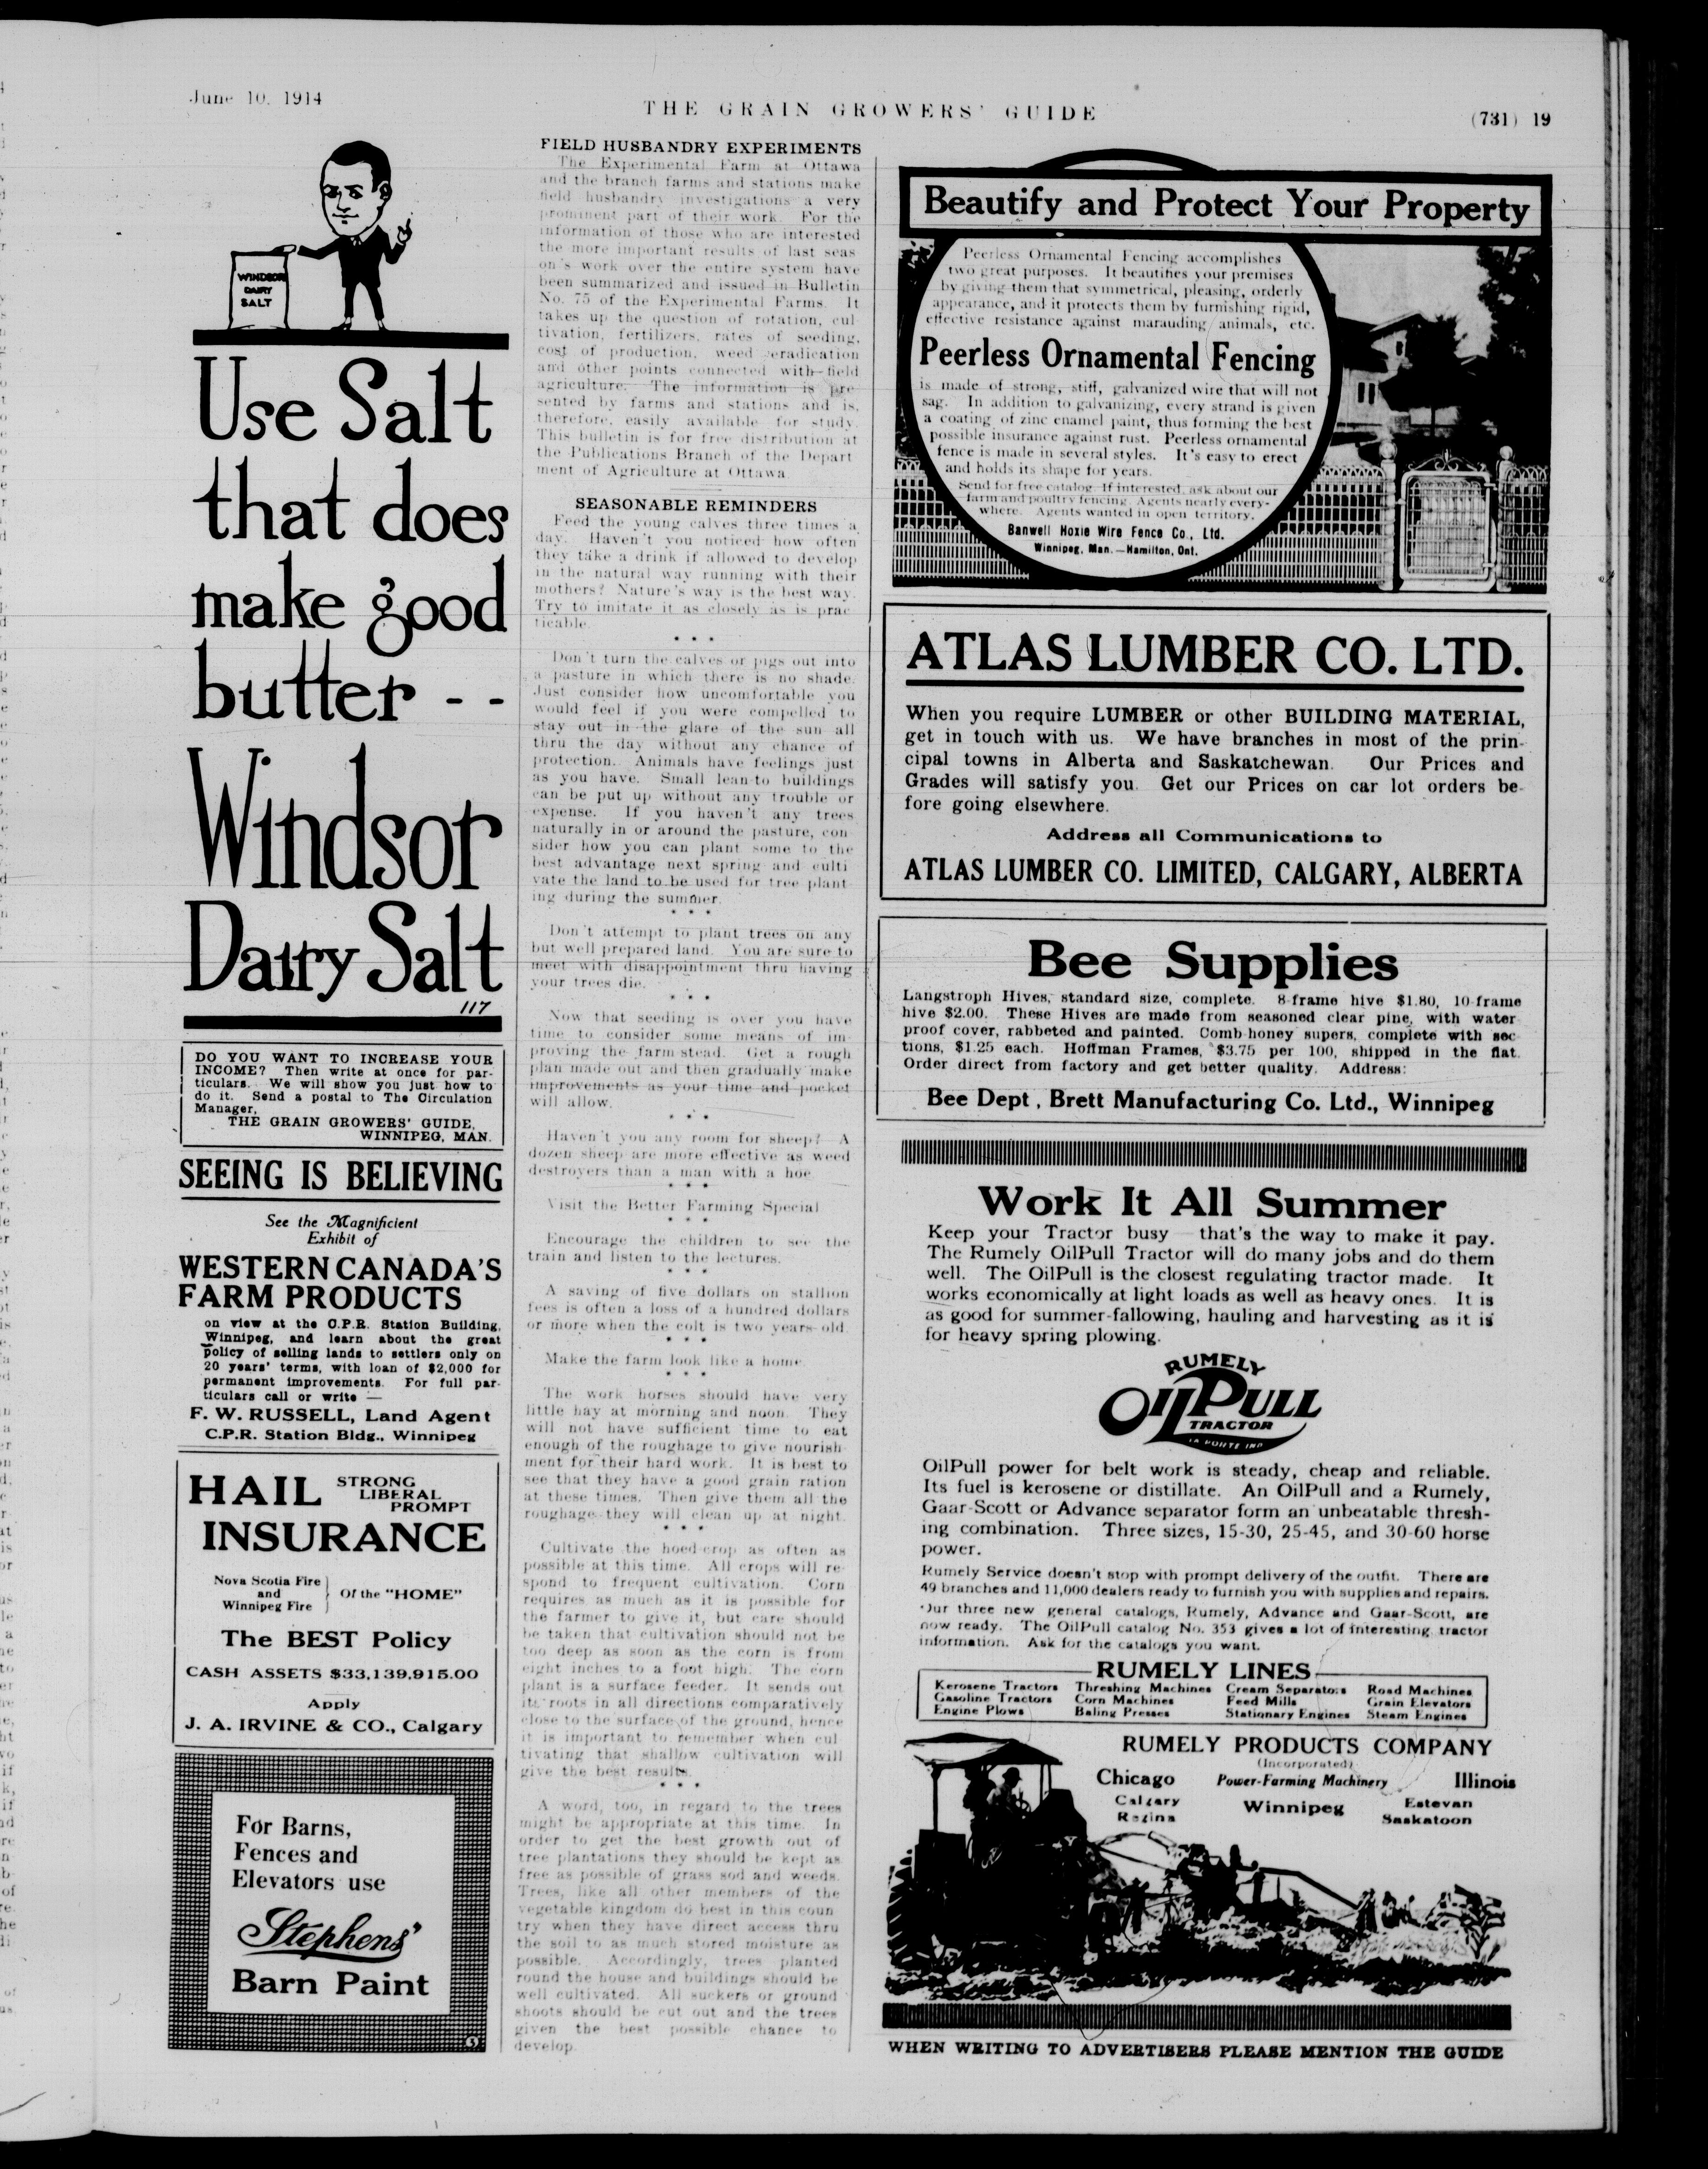 June 10, 1914
THE GRAIN GROWERS' GUIDE
(731) 19
WINDSOR
DAIRY
SALT
Use Salt
that does
make good
butter - -
Windsor
Dairy Salt
117
DO YOU WANT TO INCREASE YOUR
INCOME? Then write at once for par-
ticulars. We will show you just how to
do it. Send a postal to The Circulation
Manager,
THE GRAIN GROWERS' GUIDE,
WINNIPEG, MAN.
SEEING IS BELIEVING
See the Magnificient
Exhibit of
WESTERN CANADA'S
FARM PRODUCTS
on view at the C.P.R. Station Building,
Winnipeg, and learn about the great
policy of selling lands to settlers only on
20 years' terms, with loan of $2,000 for
permanent improvements. For full par-
ticulars call or write —
F. W. RUSSELL, Land Agent
C.P.R. Station Bldg., Winnipeg
HAIL STRONG
LIBERAL
PROMPT
INSURANCE
Nova Scotia Fire
and
Winnipeg Fire
Of the "HOME"
The BEST Policy
CASH ASSETS $33,139,915.00
Apply
J. A. IRVINE & CO., Calgary
For Barns,
Fences and
Elevators use
Stephens'
Barn Paint
FIELD HUSBANDRY EXPERIMENTS
The Experimental Farm at Ottawa
and the branch farms and stations make
field husbandry investigations a very
prominent part of their work. For the
information of those who are interested
the more important results of last seas
on's work over the entire system have
been summarized and issued in Bulletin
No. 75 of the Experimental Farms. It
takes up the question of rotation, cul
tivation, fertilizers, rates of seeding,
cost of production, weed eradication
and other points connected with field
agriculture. The information is pre
sented by farms and stations and is,
therefore, easily available for study.
This bulletin is for free distribution at
the Publications Branch of the Depart
ment of Agriculture at Ottawa.
SEASONABLE REMINDERS
Feed the young calves three times a
day. Haven't you noticed how often
they take a drink if allowed to develop
in the natural way running with their
mothers? Nature's way is the best way.
Try to imitate it as closely as is prac
ticable.
* * *
Don't turn the calves or pigs out into
a pasture in which there is no shade.
Just consider how uncomfortable you
would feel if you were compelled to
stay out in the glare of the sun all
thru the day without any chance of
protection. Animals have feelings just
as you have. Small lean-to buildings
can be put up without any trouble or
expense. If you haven't any trees
naturally in or around the pasture, con
sider how you can plant some to the
best advantage next spring and culti
vate the land to be used for tree plant
ing during the summer.
* * *
Don't attempt to plant trees on any
but well prepared land. You are sure to
meet with disappointment thru having
your trees die.
* * *
Now that seeding is over you have
time to consider some means of im
proving the farm stead. Get a rough
plan made out and then gradually make
improvements as your time and pocket
will allow.
* * *
Haven't you any room for sheep? A
dozen sheep are more effective as weed
destroyers than a man with a hoe.
* * *
Visit the Better Farming Special.
* * *
Encourage the children to see the
train and listen to the lectures.
* * *
A saving of five dollars on stallion
fees is often a loss of a hundred dollars
or more when the colt is two years old.
* * *
Make the farm look like a home.
* * *
The work horses should have very
little hay at morning and noon. They
will not have sufficient time to eat
enough of the roughage to give nourish
ment for their hard work. It is best to
see that they have a good grain ration
at these times. Then give them all the
roughage they will clean up at night.
* * *
Cultivate the hoed crop as often as
possible at this time. All crops will re-
spond to frequent cultivation. Corn
requires as much as it is possible for
the farmer to give it, but care should
be taken that cultivation should not be
too deep as soon as the corn is from
eight inches to a foot high. The corn
plant is a surface feeder. It sends out
its roots in all directions comparatively
close to the surface of the ground, hence
it is important to remember when cul
tivating that shallow cultivation will
give the best results.
* * *
A word, too, in regard to the trees
might be appropriate at this time. In
order to get the best growth out of
tree plantations they should be kept as
free as possible of grass sod and weeds.
Trees, like all other members of the
vegetable kingdom do best in this coun
try when they have direct access thru
the soil to as much stored moisture as
possible. Accordingly, trees planted
round the house and buildings should be
well cultivated. All suckers or ground
shoots should be cut out and the trees
given the best possible chance to
develop.
Beautify and Protect Your Property
Peerless Ornamental Fencing accomplishes
two great purposes. It beautifies your premises
by giving them that symmetrical, pleasing, orderly
appearance, and it protects them by furnishing rigid,
effective resistance against marauding animals, etc.
Peerless Ornamental Fencing
is made of strong, stiff, galvanized wire that will not
sag. In addition to galvanizing, every strand is given
a coating of zinc enamel paint, thus forming the best
possible insurance against rust. Peerless ornamental
fence is made in several styles. It's easy to erect
and holds its shape for years.
Send for free catalog. If interested, ask about our
farm and poultry fencing. Agents nearly every-
where. Agents wanted in open territory.
Banwell Hoxie Wire Fence Co., Ltd.
Winnipeg, Man.—Hamilton, Ont.
ATLAS LUMBER CO. LTD.
When you require LUMBER or other BUILDING MATERIAL,
get in touch with us. We have branches in most of the prin-
cipal towns in Alberta and Saskatchewan. Our Prices and
Grades will satisfy you. Get our Prices on car lot orders be-
fore going elsewhere.
Address all Communications to
ATLAS LUMBER CO. LIMITED, CALGARY, ALBERTA
Bee Supplies
Langstroph Hives, standard size, complete. 8-frame hive $1.80, 10-frame
hive $2.00. These Hives are made from seasoned clear pine, with water
proof cover, rabbeted and painted. Comb honey supers, complete with sec
tions, $1.25 each. Hoffman Frames, $3.75 per 100, shipped in the flat.
Order direct from factory and get better quality. Address:
Bee Dept, Brett Manufacturing Co. Ltd., Winnipeg
Work It All Summer
Keep your Tractor busy that's the way to make it pay.
The Rumely OilPull Tractor will do many jobs and do them
well. The OilPull is the closest regulating tractor made. It
works economically at light loads as well as heavy ones. It is
as good for summer-fallowing, hauling and harvesting as it is
for heavy spring plowing.
RUMELY
OILPULL
TRACTOR
LA PORTE IND
OilPull power for belt work is steady, cheap and reliable.
Its fuel is kerosene or distillate. An OilPull and a Rumely,
Gaar-Scott or Advance separator form an unbeatable thresh-
ing combination. Three sizes, 15-30, 25-45, and 30-60 horse
power.
Rumely Service doesn't stop with prompt delivery of the outfit. There are
49 branches and 11,000 dealers ready to furnish you with supplies and repairs.
Our three new general catalogs, Rumely, Advance and Gaar-Scott, are
now ready. The OilPull catalog No. 353 gives a lot of interesting tractor
information. Ask for the catalogs you want.
RUMELY LINES
Kerosene Tractors Threshing Machines Cream Separators Road Machines
Gasoline Tractors Corn Machines Feed Mills Grain Elevators
Engine Plows Baling Presses Stationary Engines Steam Engines
RUMELY PRODUCTS COMPANY
(Incorporated)
Chicago Power-Farming Machinery Illinois
Calgary Winnipeg Estevan
Regina Saskatoon
WHEN WRITING TO ADVERTISERS PLEASE MENTION THE GUIDE